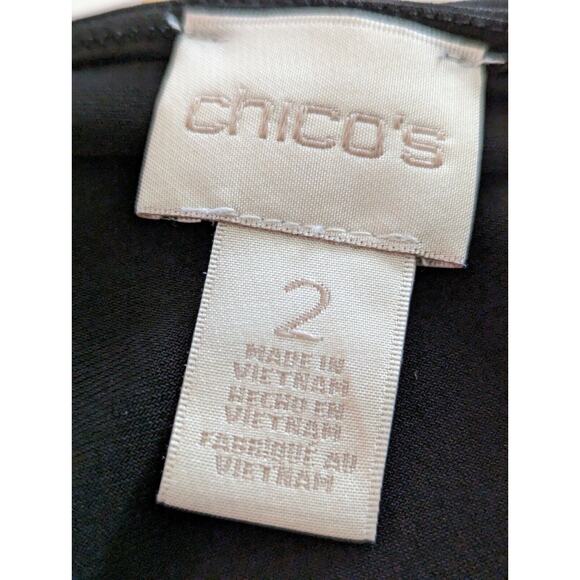 chico's
2
MADE IN
VIETNAM
HECHO EN
VIETNAM
FABRIQUE AU
VIETNAM